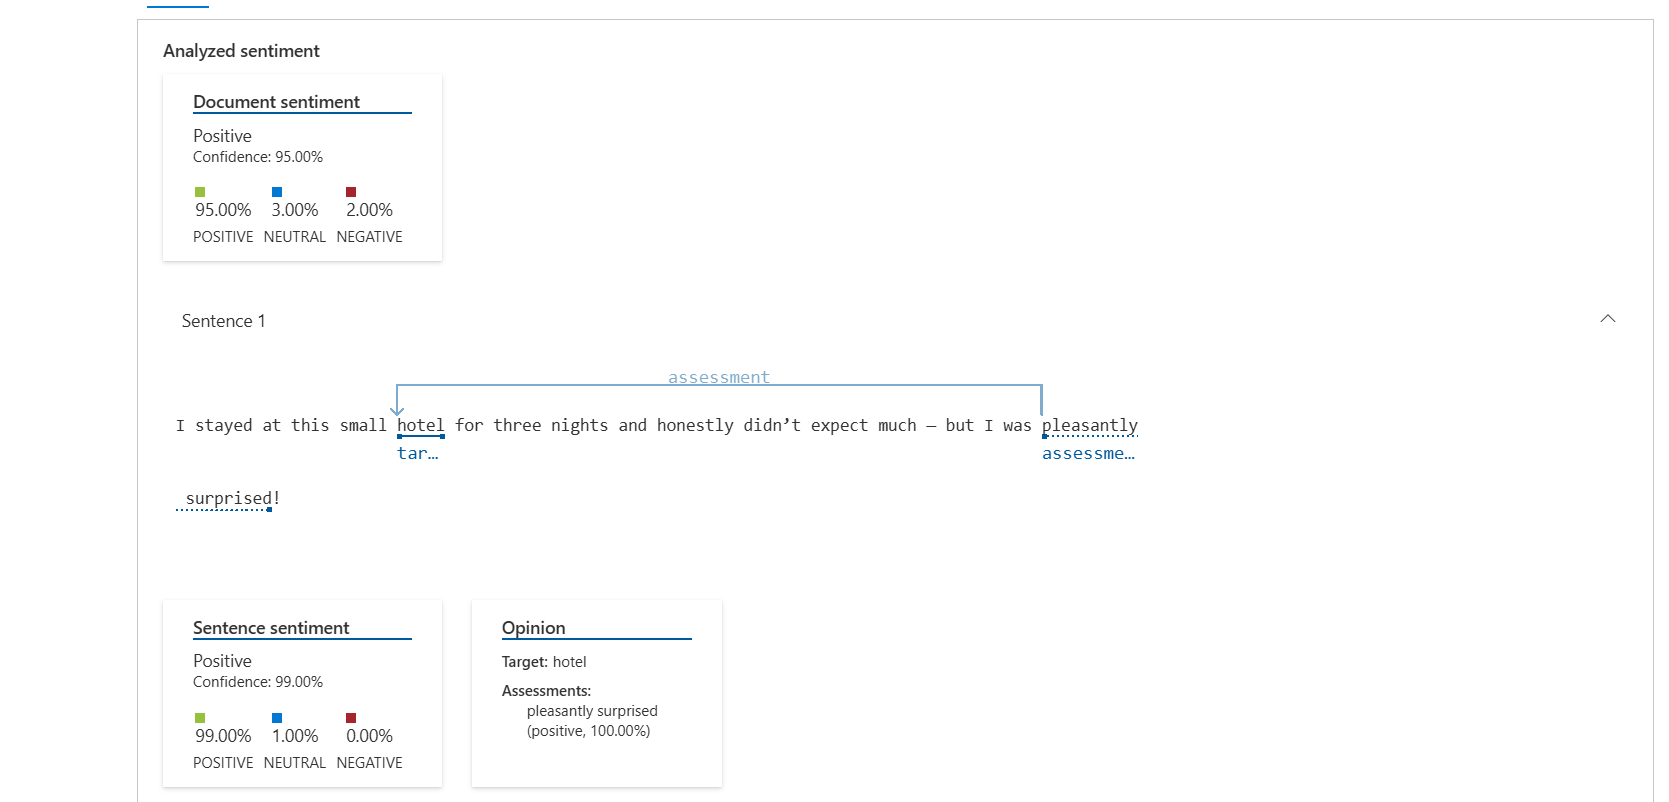 Analyzed sentiment
Document sentiment
Positive
Confidence: 95.00%
95.00% 3.00% 2.00%
POSITIVE NEUTRAL NEGATIVE
Sentence 1
assessment
I stayed at this small hotel for three nights and honestly didn’t expect much – but I was pleasantly
tar… assessme…
surprised!
Sentence sentiment
Positive
Confidence: 99.00%
99.00% 1.00% 0.00%
POSITIVE NEUTRAL NEGATIVE
Opinion
Target: hotel
Assessments:
pleasantly surprised
(positive, 100.00%)